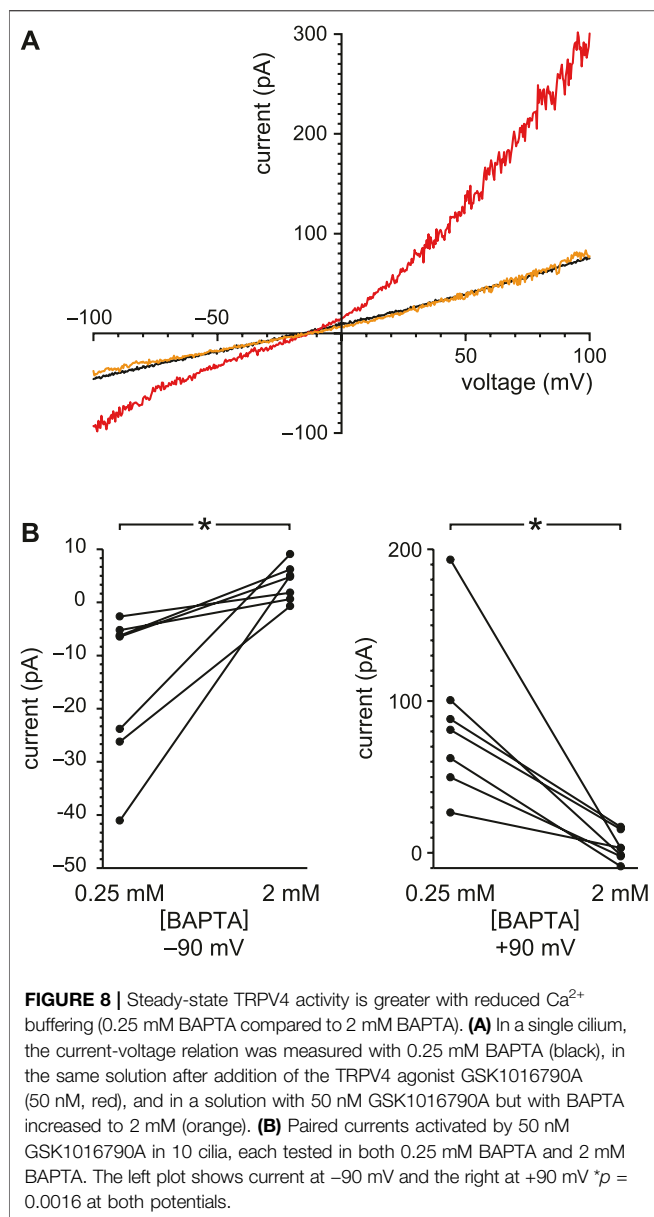 A
current (pA)
300
200
100
–100
–50
50
100
voltage (mV)
–100
B
*
10
0
–10
–20
–30
–40
–50
current (pA)
0.25 mM
2 mM
[BAPTA]
–90 mV
*
200
100
0
current (pA)
0.25 mM
2 mM
[BAPTA]
+90 mV
FIGURE 8 | Steady-state TRPV4 activity is greater with reduced Ca²⁺
buffering (0.25 mM BAPTA compared to 2 mM BAPTA). (A) In a single cilium,
the current-voltage relation was measured with 0.25 mM BAPTA (black), in
the same solution after addition of the TRPV4 agonist GSK1016790A
(50 nM, red), and in a solution with 50 nM GSK1016790A but with BAPTA
increased to 2 mM (orange). (B) Paired currents activated by 50 nM
GSK1016790A in 10 cilia, each tested in both 0.25 mM BAPTA and 2 mM
BAPTA. The left plot shows current at –90 mV and the right at +90 mV *p =
0.0016 at both potentials.